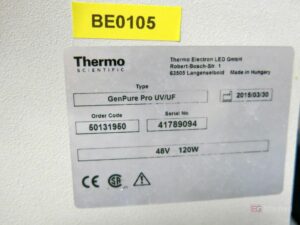 BE0105
Thermo
SCIENTIFIC
Thermo Electron LED GmbH
Robert-Bosch-Str. 1
63505 Langenselbold Made in Hungary
Type
GenPure Pro UV/UF
2015/03/30
Order Code
50131950
Serial Number
41789094
48V 120W